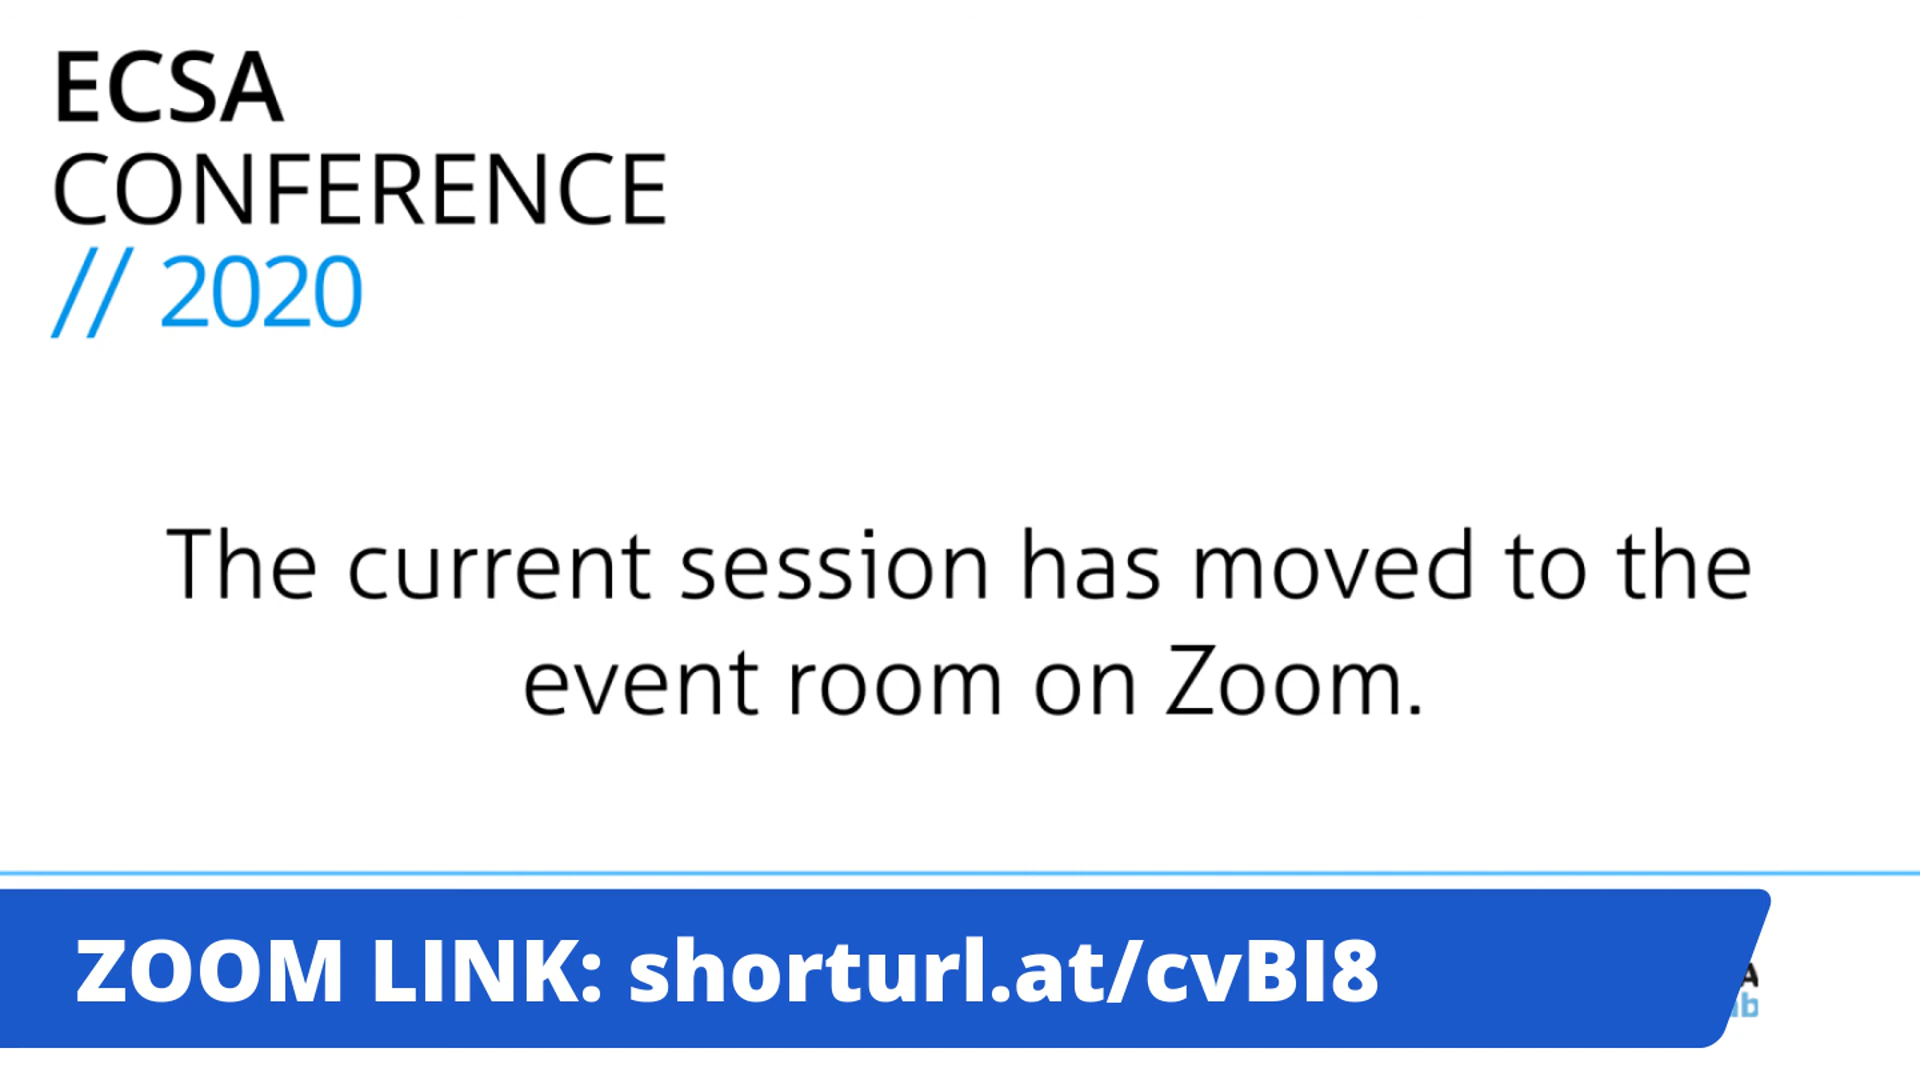 ECSA
CONFERENCE
// 2020
The current session has moved to the
event room on Zoom.
ZOOM LINK: shorturl.at/cvBI8
A